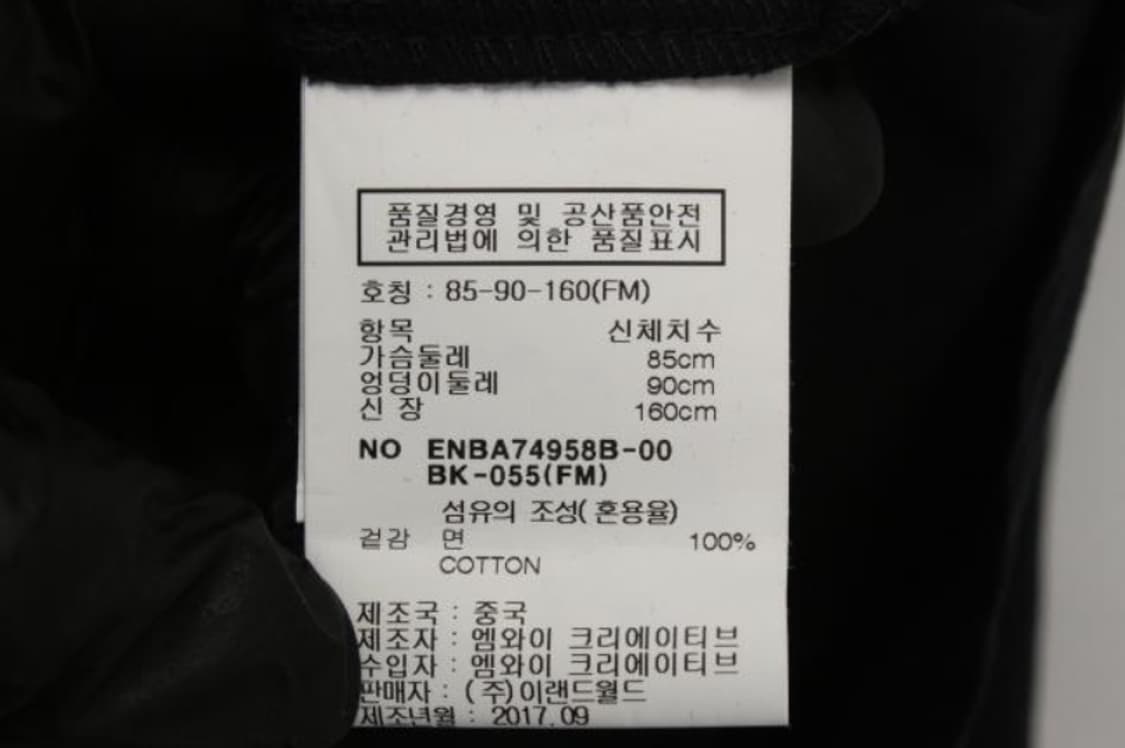 품질경영 및 공산품안전
관리법에 의한 품질표시
호칭 : 85-90-160(FM)
항목 신체치수
가슴둘레 85cm
엉덩이둘레 90cm
신 장 160cm
NO ENBA74958B-00
BK-055(FM)
섬유의 조성(혼용율)
겉감 면 100%
COTTON
제조국 : 중국
제조자 : 엠와이 크리에이티브
수입자 : 엠와이 크리에이티브
판매자 : (주)이랜드월드
제조년월 : 2017.09